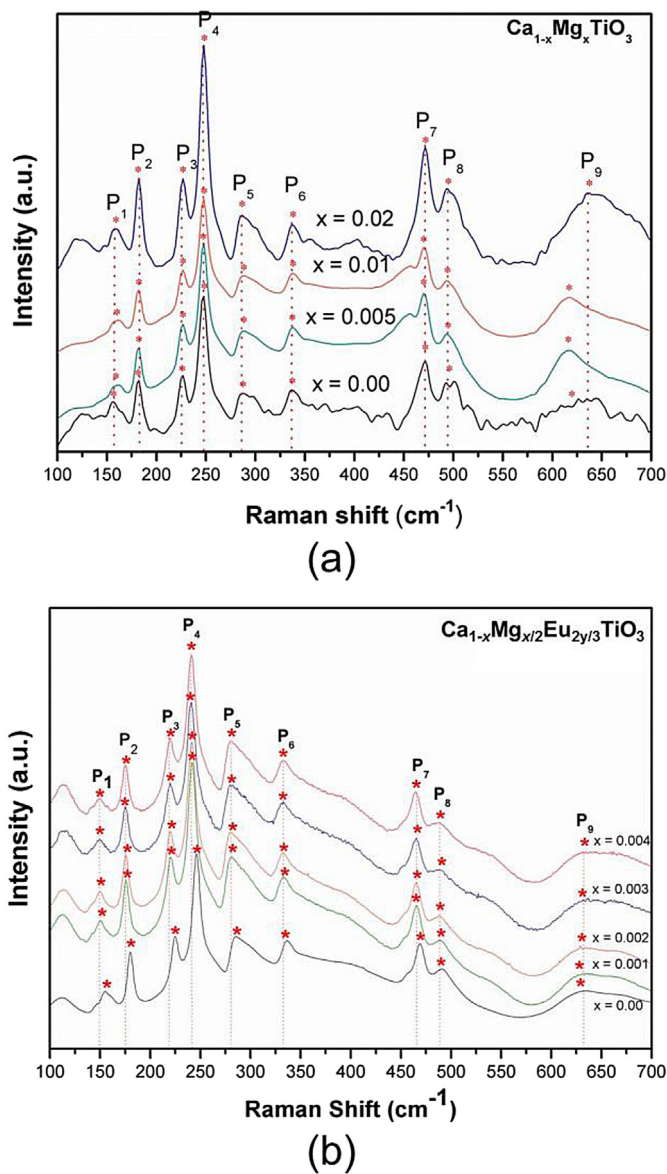 Ca₁₋ₓMgₓTiO₃
P₄
P₇
P₂
P₃
P₈
P₉
P₁
P₅
P₆
x = 0.02
x = 0.01
x = 0.005
x = 0.00
Intensity (a.u.)
100 150 200 250 300 350 400 450 500 550 600 650 700
Raman shift (cm⁻¹)
(a)
Ca₁₋ₓMgₓ/₂Eu₂y/₃TiO₃
P₄
P₃
P₂
P₅
P₆
P1
P₇
P₈
P₉
x = 0.004
x = 0.003
x = 0.002
x = 0.001
x = 0.00
Intensity (a.u.)
100 150 200 250 300 350 400 450 500 550 600 650 700
Raman Shift (cm⁻¹)
(b)